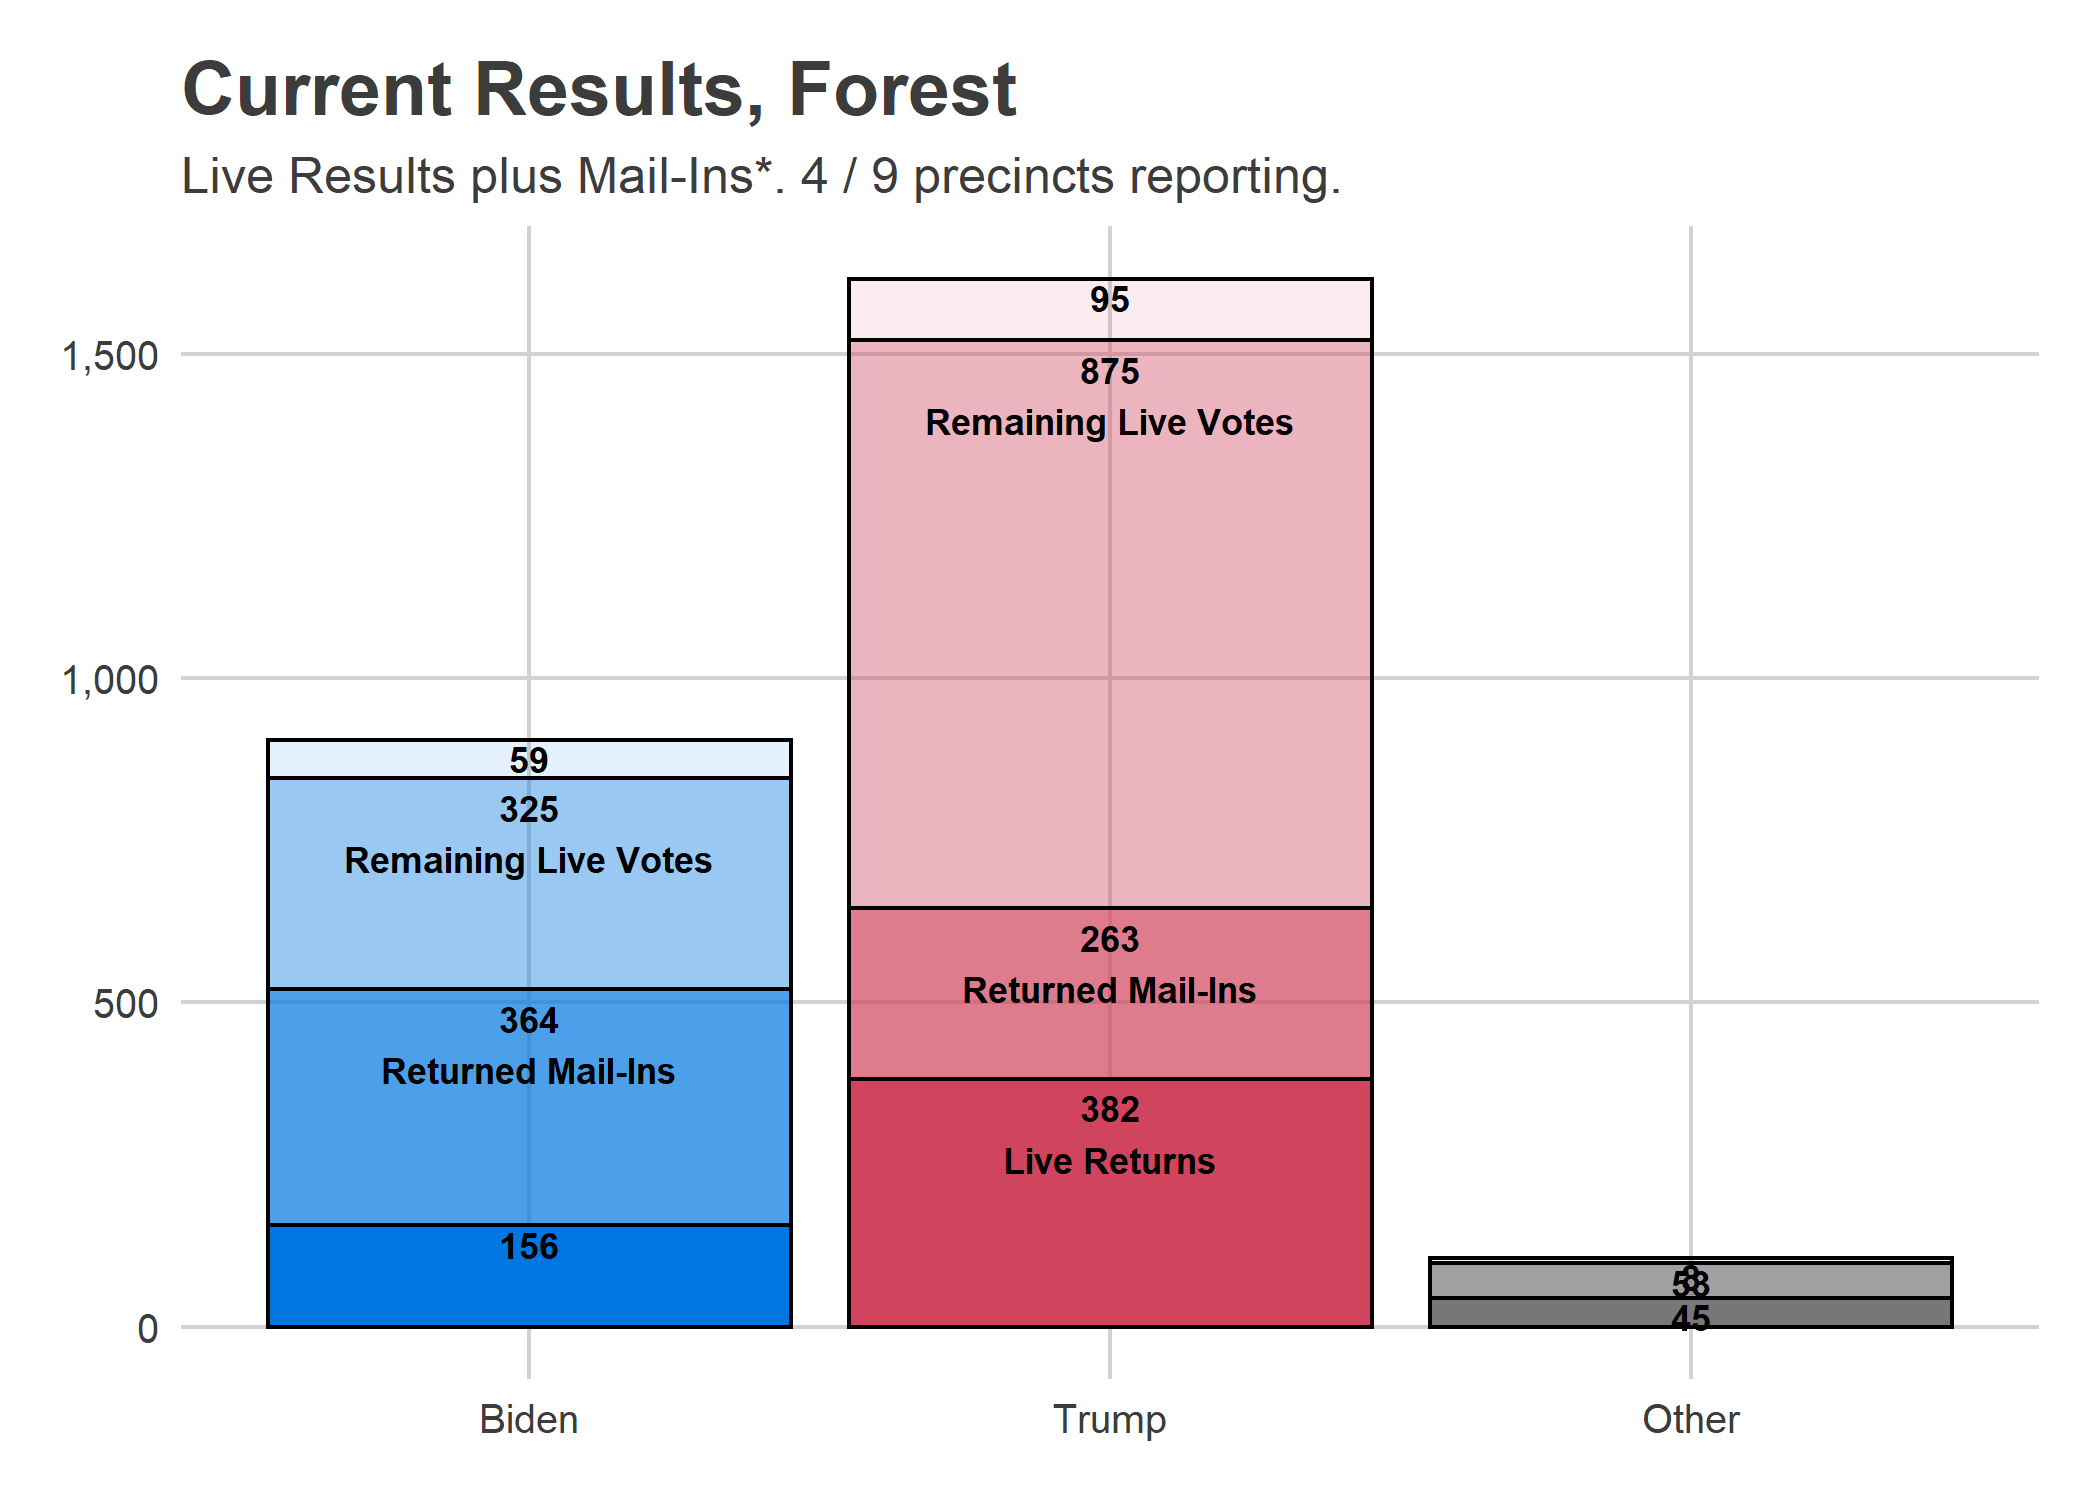 Current Results, Forest
Live Results plus Mail-Ins*. 4 / 9 precincts reporting.
1,500
1,000
500
0
59
325
Remaining Live Votes
364
Returned Mail-Ins
156
95
875
Remaining Live Votes
263
Returned Mail-Ins
382
Live Returns
45
Biden
Trump
Other